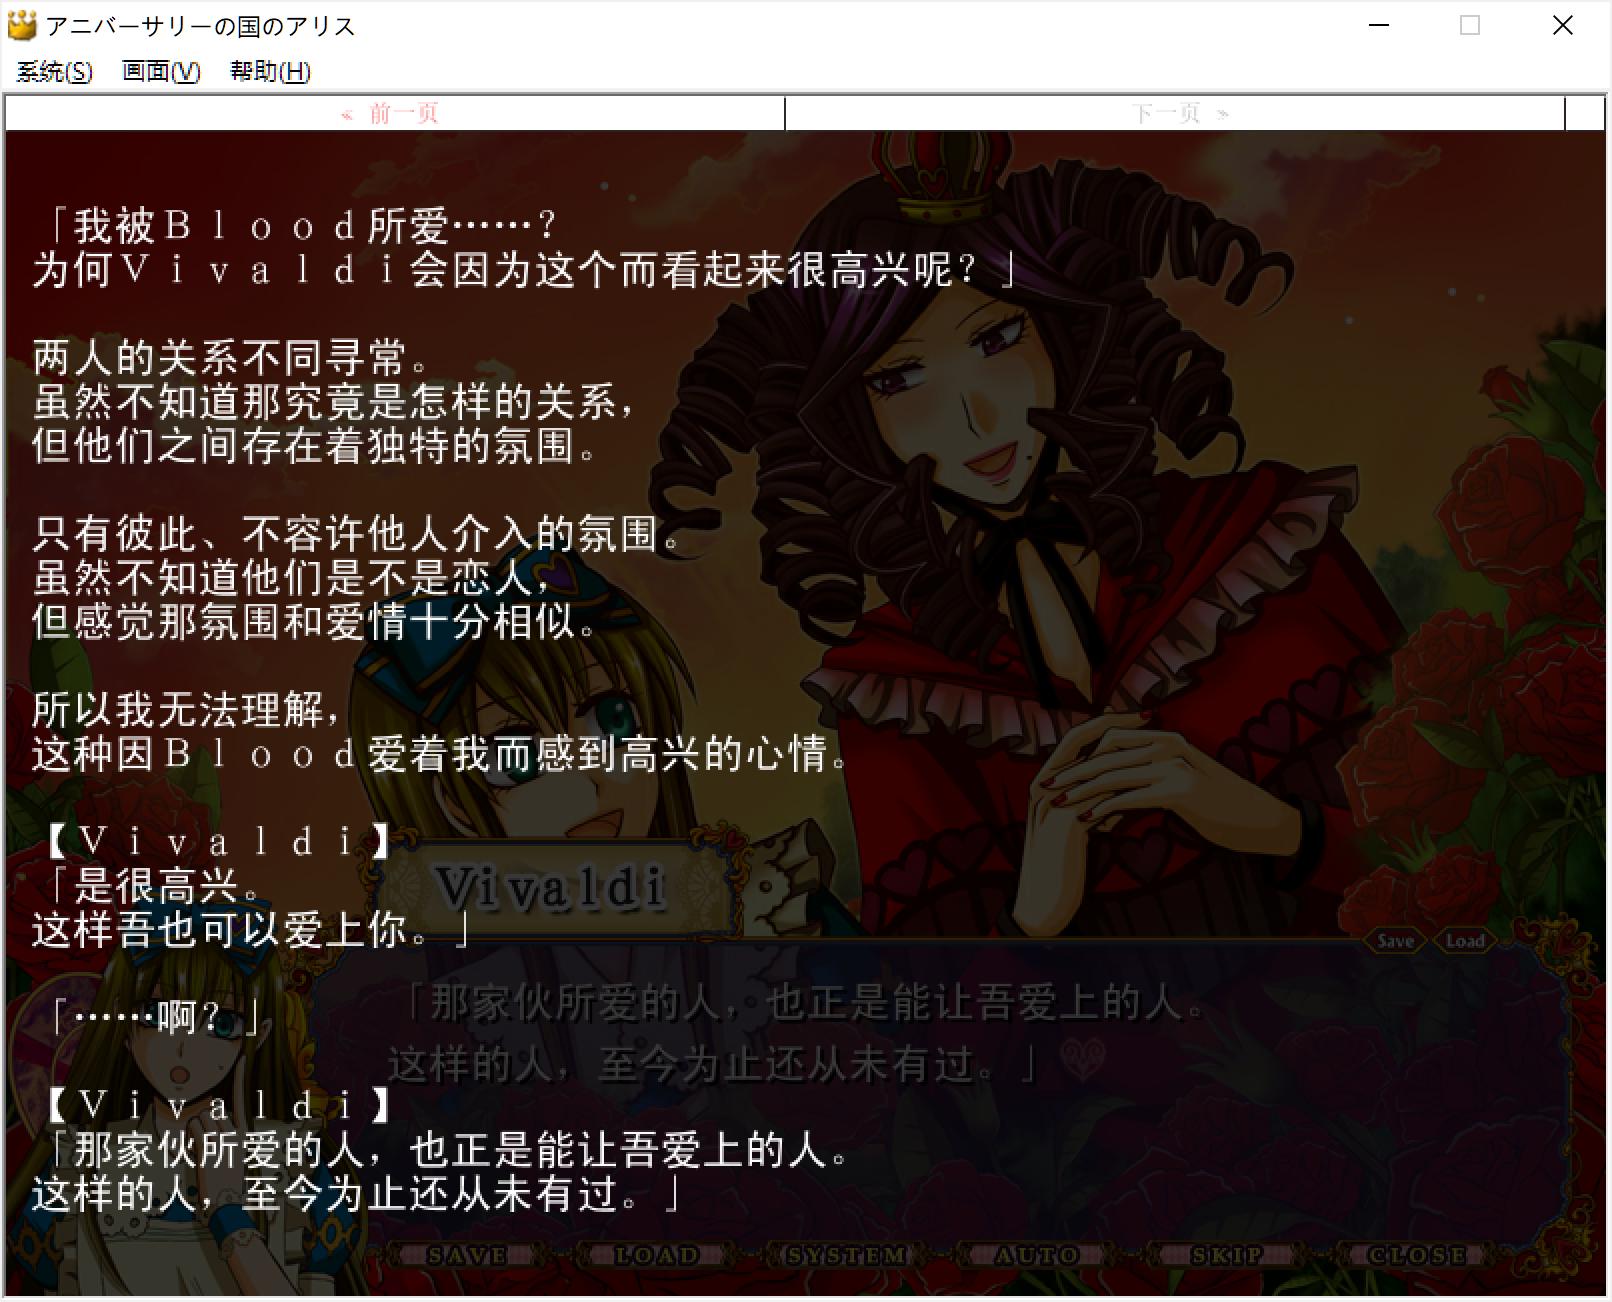 アニバーサリーの国のアリス
系统(S) 画面(V) 帮助(H)
« 前一页
下一页 »
「我被Ｂｌｏｏｄ所爱……？
为何Ｖｉｖａｌｄｉ会因为这个而看起来很高兴呢？」
两人的关系不同寻常。
虽然不知道那究竟是怎样的关系，
但他们之间存在着独特的氛围。
只有彼此、不容许他人介入的氛围。
虽然不知道他们是不是恋人，
但感觉那氛围和爱情十分相似。
所以我无法理解，
这种因Ｂｌｏｏｄ爱着我而感到高兴的心情。
【Ｖｉｖａｌｄｉ】
「是很高兴。
这样吾也可以爱上你。」
「……啊？」
【Ｖｉｖａｌｄｉ】
「那家伙所爱的人，也正是能让吾爱上的人。
这样的人，至今为止还从未有过。」
Vivaldi
Save Load
「那家伙所爱的人，也正是能让吾爱上的人。
这样的人，至今为止还从未有过。」
SAVE LOAD SYSTEM AUTO SKIP CLOSE